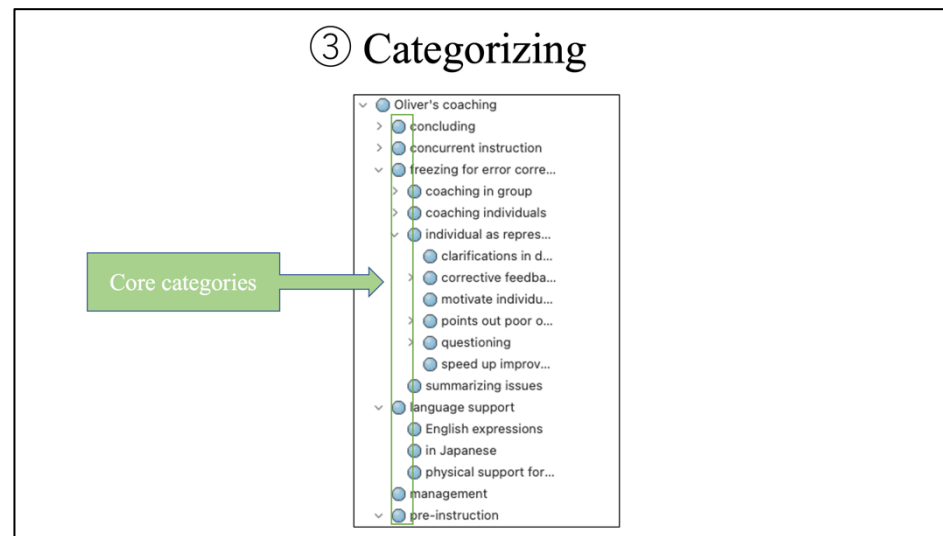 ③ Categorizing
Oliver's coaching
concluding
concurrent instruction
freezing for error corre...
coaching in group
coaching individuals
individual as repres...
clarifications in d...
corrective feedba...
motivate individu...
points out poor o...
questioning
speed up improv...
summarizing issues
language support
English expressions
in Japanese
physical support for...
management
pre-instruction
Core categories